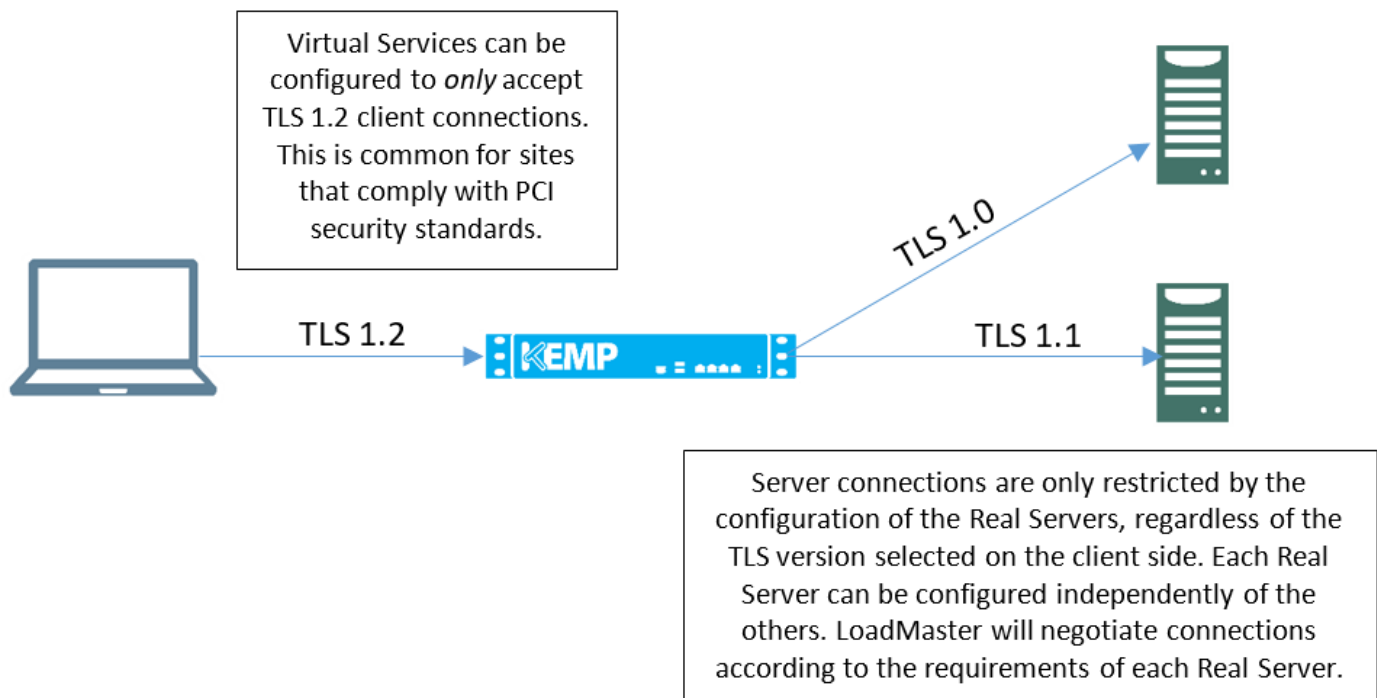 Virtual Services can be
configured to only accept
TLS 1.2 client connections.
This is common for sites
that comply with PCI
security standards.
TLS 1.0
TLS 1.2
KEMP
TLS 1.1
Server connections are only restricted by the
configuration of the Real Servers, regardless of the
TLS version selected on the client side. Each Real
Server can be configured independently of the
others. LoadMaster will negotiate connections
according to the requirements of each Real Server.